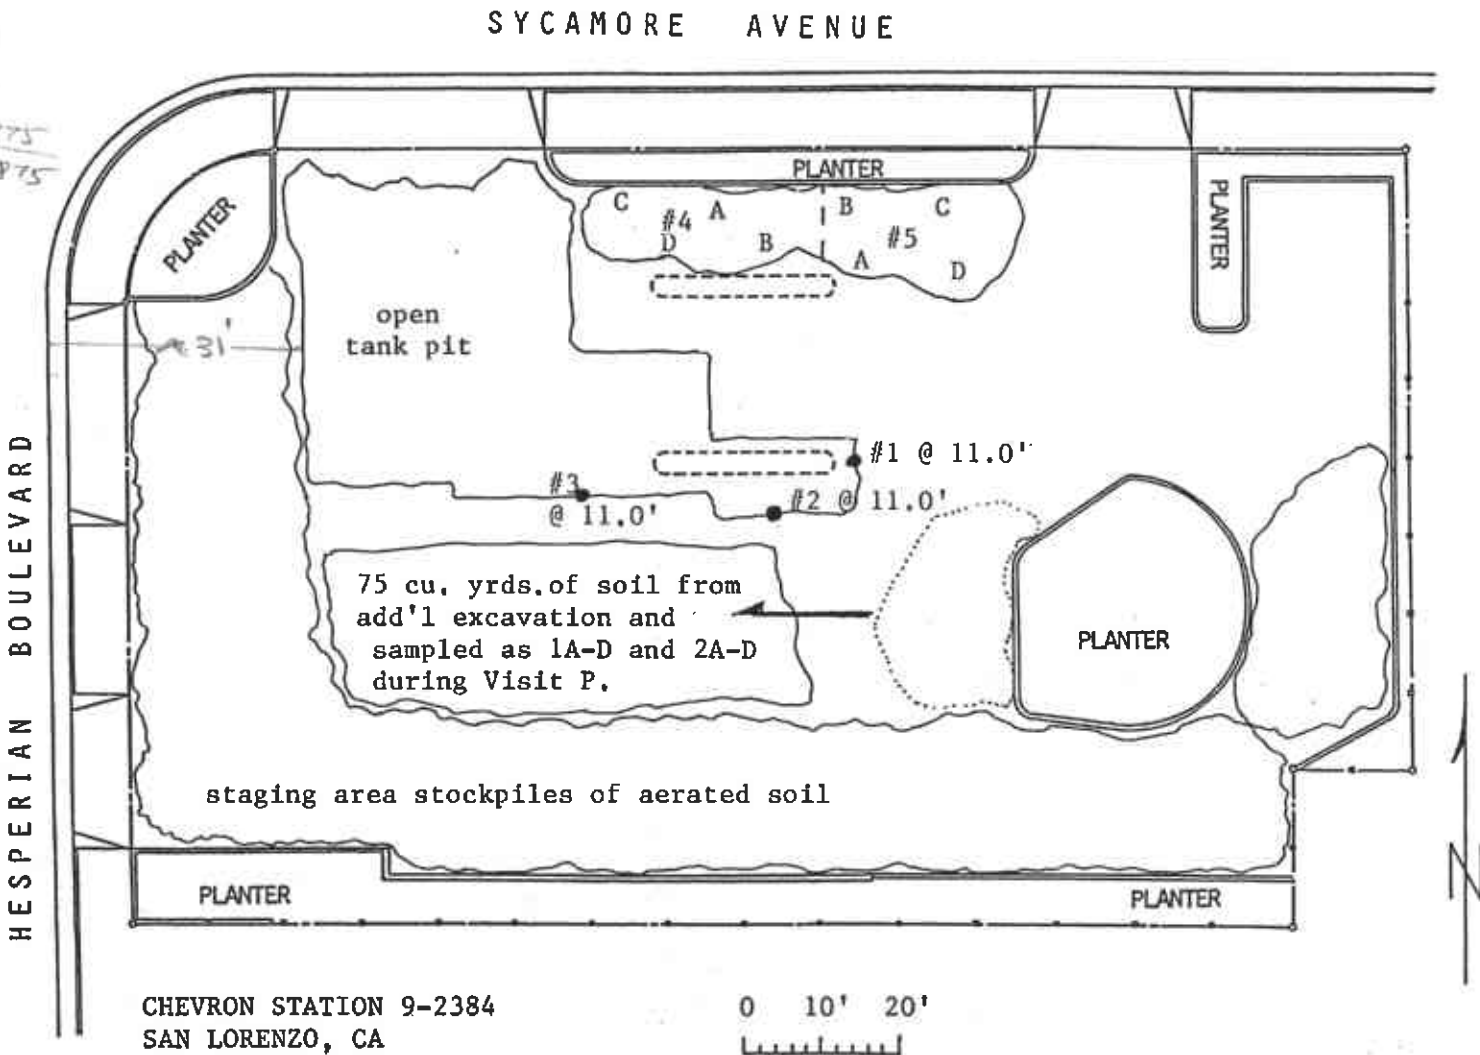 SYCAMORE AVENUE
875
PLANTER
PLANTER
PLANTER
C A B C
#4 #5
D B A D
open
tank pit
31'
HESPERIAN BOULEVARD
#1 @ 11.0'
#3
@ 11.0'
#2 @ 11.0'
75 cu. yrds.of soil from
add'l excavation and
sampled as 1A-D and 2A-D
during Visit P.
PLANTER
staging area stockpiles of aerated soil
PLANTER
PLANTER
N
CHEVRON STATION 9-2384
SAN LORENZO, CA
0 10' 20'